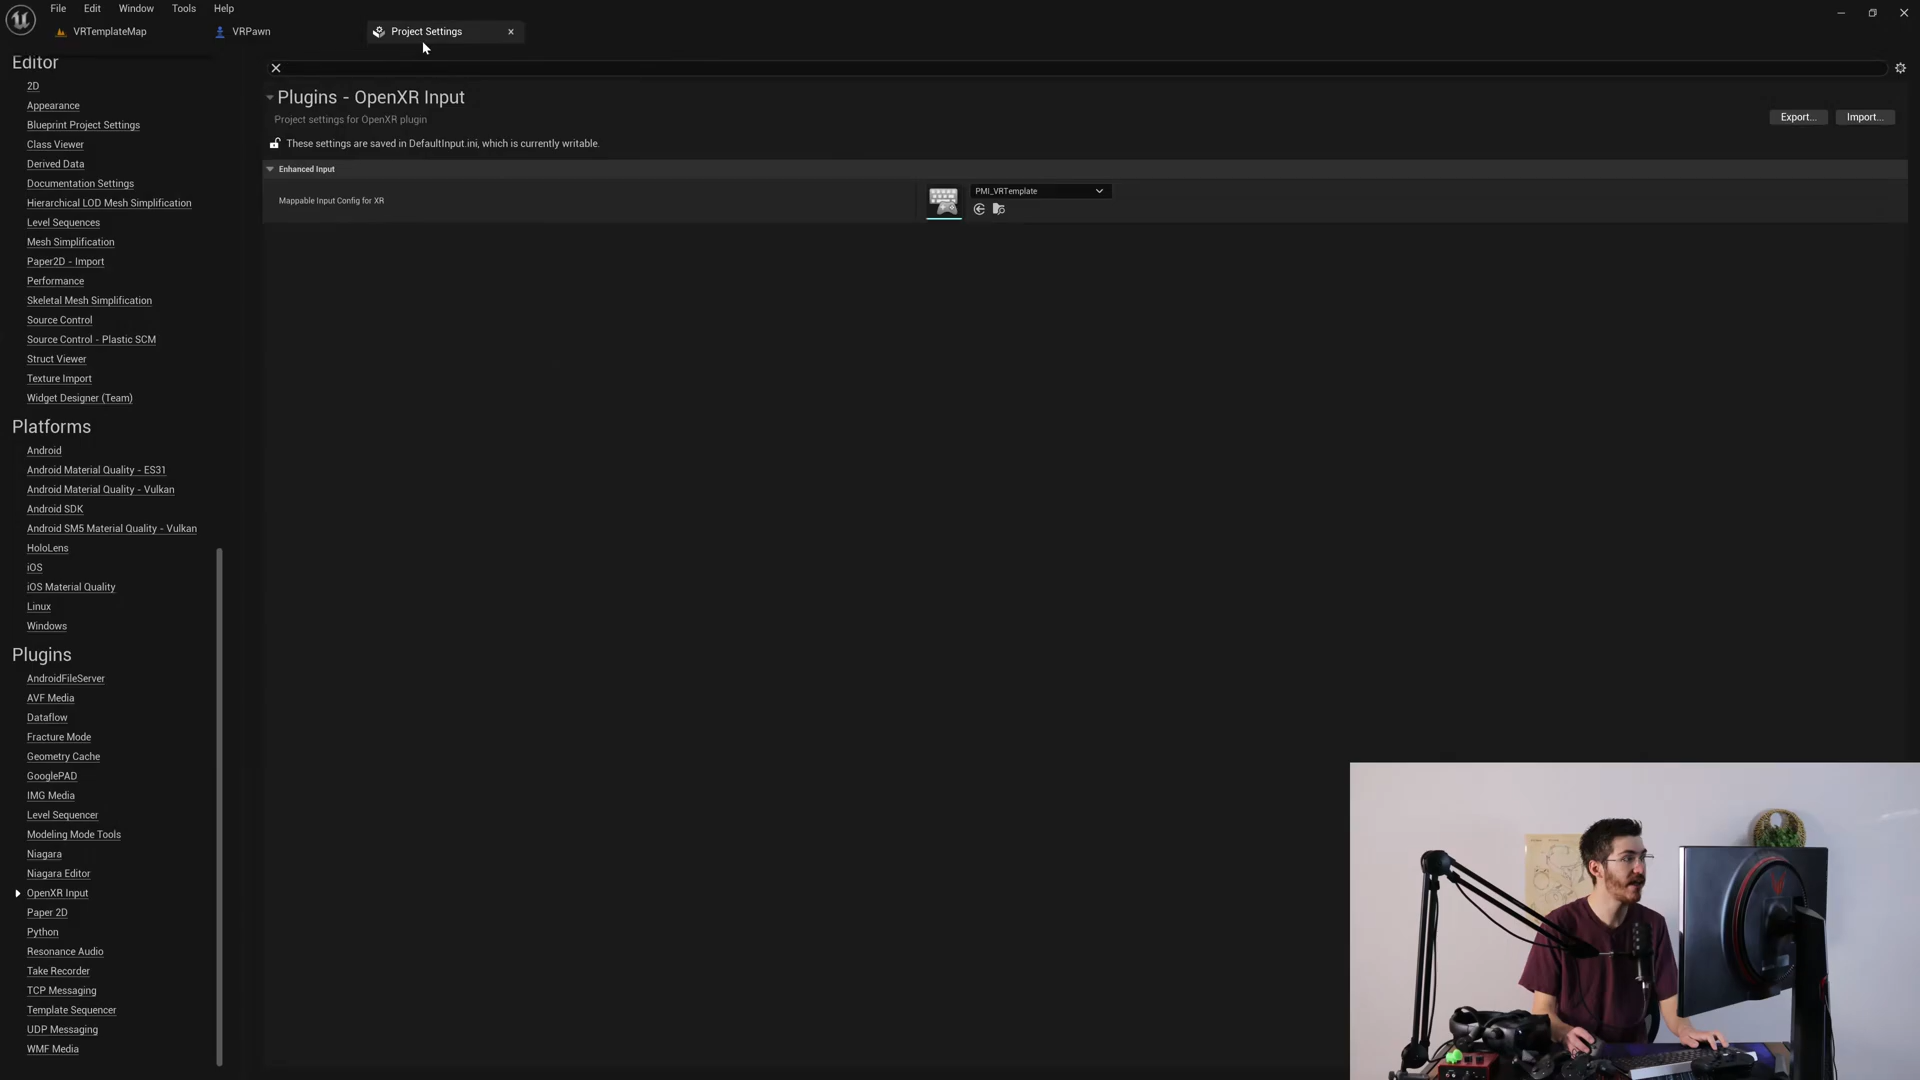 File Edit Window Tools Help
VRTemplateMap VRPawn Project Settings
Editor
2D
Appearance
Blueprint Project Settings
Class Viewer
Derived Data
Documentation Settings
Hierarchical LOD Mesh Simplification
Level Sequences
Mesh Simplification
Paper2D - Import
Performance
Skeletal Mesh Simplification
Source Control
Source Control - Plastic SCM
Struct Viewer
Texture Import
Widget Designer (Team)
Platforms
Android
Android Material Quality - ES31
Android Material Quality - Vulkan
Android SDK
Android SM5 Material Quality - Vulkan
HoloLens
iOS
iOS Material Quality
Linux
Windows
Plugins
AndroidFileServer
AVF Media
Dataflow
Fracture Mode
Geometry Cache
GooglePAD
IMG Media
Level Sequencer
Modeling Mode Tools
Niagara
Niagara Editor
OpenXR Input
Paper 2D
Python
Resonance Audio
Take Recorder
TCP Messaging
Template Sequencer
UDP Messaging
WMF Media
Plugins - OpenXR Input
Project settings for OpenXR plugin
Export... Import...
These settings are saved in DefaultInput.ini, which is currently writable.
Enhanced Input
Mappable Input Config for XR
PMI_VRTemplate